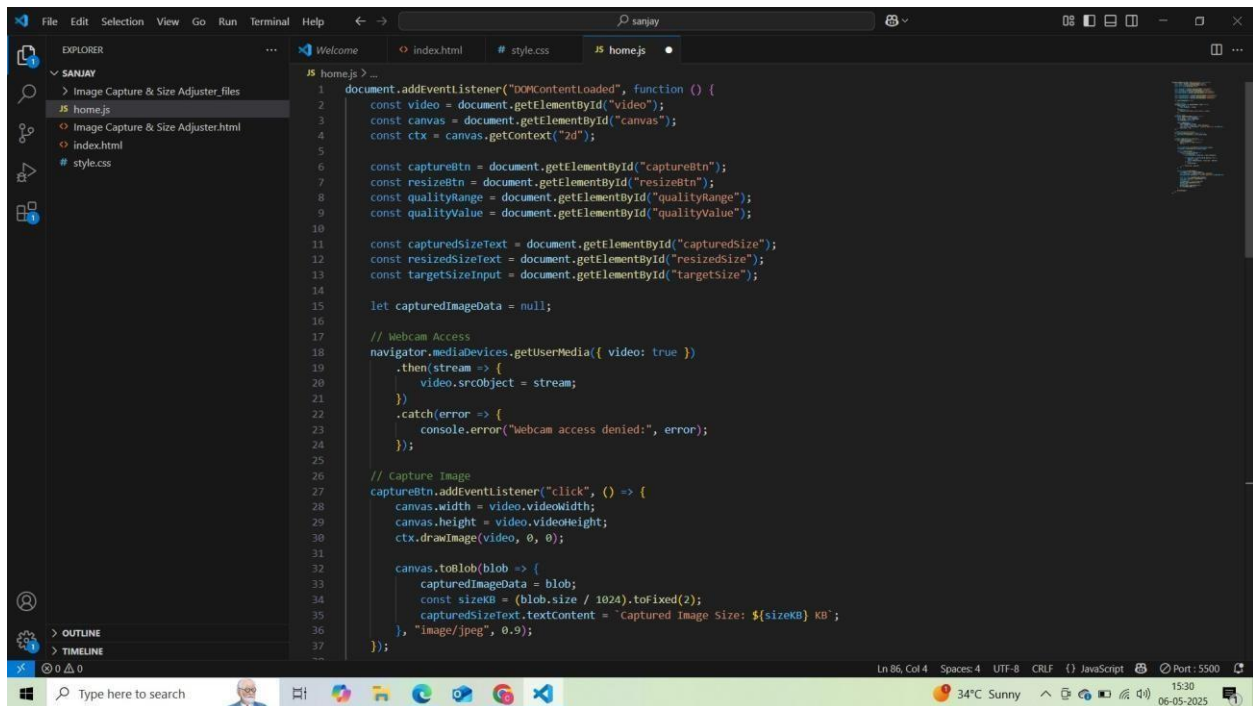 File Edit Selection View Go Run Terminal Help
sanjay
EXPLORER
Welcome
index.html
# style.css
JS home.js
SANJAY
Image Capture & Size Adjuster_files
JS home.js
Image Capture & Size Adjuster.html
index.html
# style.css
JS home.js > ...
1 document.addEventListener("DOMContentLoaded", function () {
2 const video = document.getElementById("video");
3 const canvas = document.getElementById("canvas");
4 const ctx = canvas.getContext("2d");
5
6 const captureBtn = document.getElementById("captureBtn");
7 const resizeBtn = document.getElementById("resizeBtn");
8 const qualityRange = document.getElementById("qualityRange");
9 const qualityValue = document.getElementById("qualityValue");
10
11 const capturedSizeText = document.getElementById("capturedSize");
12 const resizedSizeText = document.getElementById("resizedSize");
13 const targetSizeInput = document.getElementById("targetSize");
14
15 let capturedImageData = null;
16
17 // Webcam Access
18 navigator.mediaDevices.getUserMedia({ video: true })
19 .then(stream => {
20 video.srcObject = stream;
21 })
22 .catch(error => {
23 console.error("Webcam access denied:", error);
24 });
25
26 // Capture Image
27 captureBtn.addEventListener("click", () => {
28 canvas.width = video.videoWidth;
29 canvas.height = video.videoHeight;
30 ctx.drawImage(video, 0, 0);
31
32 canvas.toBlob(blob => {
33 capturedImageData = blob;
34 const sizeKB = (blob.size / 1024).toFixed(2);
35 capturedSizeText.textContent = `Captured Image Size: ${sizeKB} KB`;
36 }, "image/jpeg", 0.9);
37 });
OUTLINE
TIMELINE
0 0
Ln 86, Col 4 Spaces: 4 UTF-8 CRLF {} JavaScript Port : 5500
Type here to search
34°C Sunny
15:30
06-05-2025